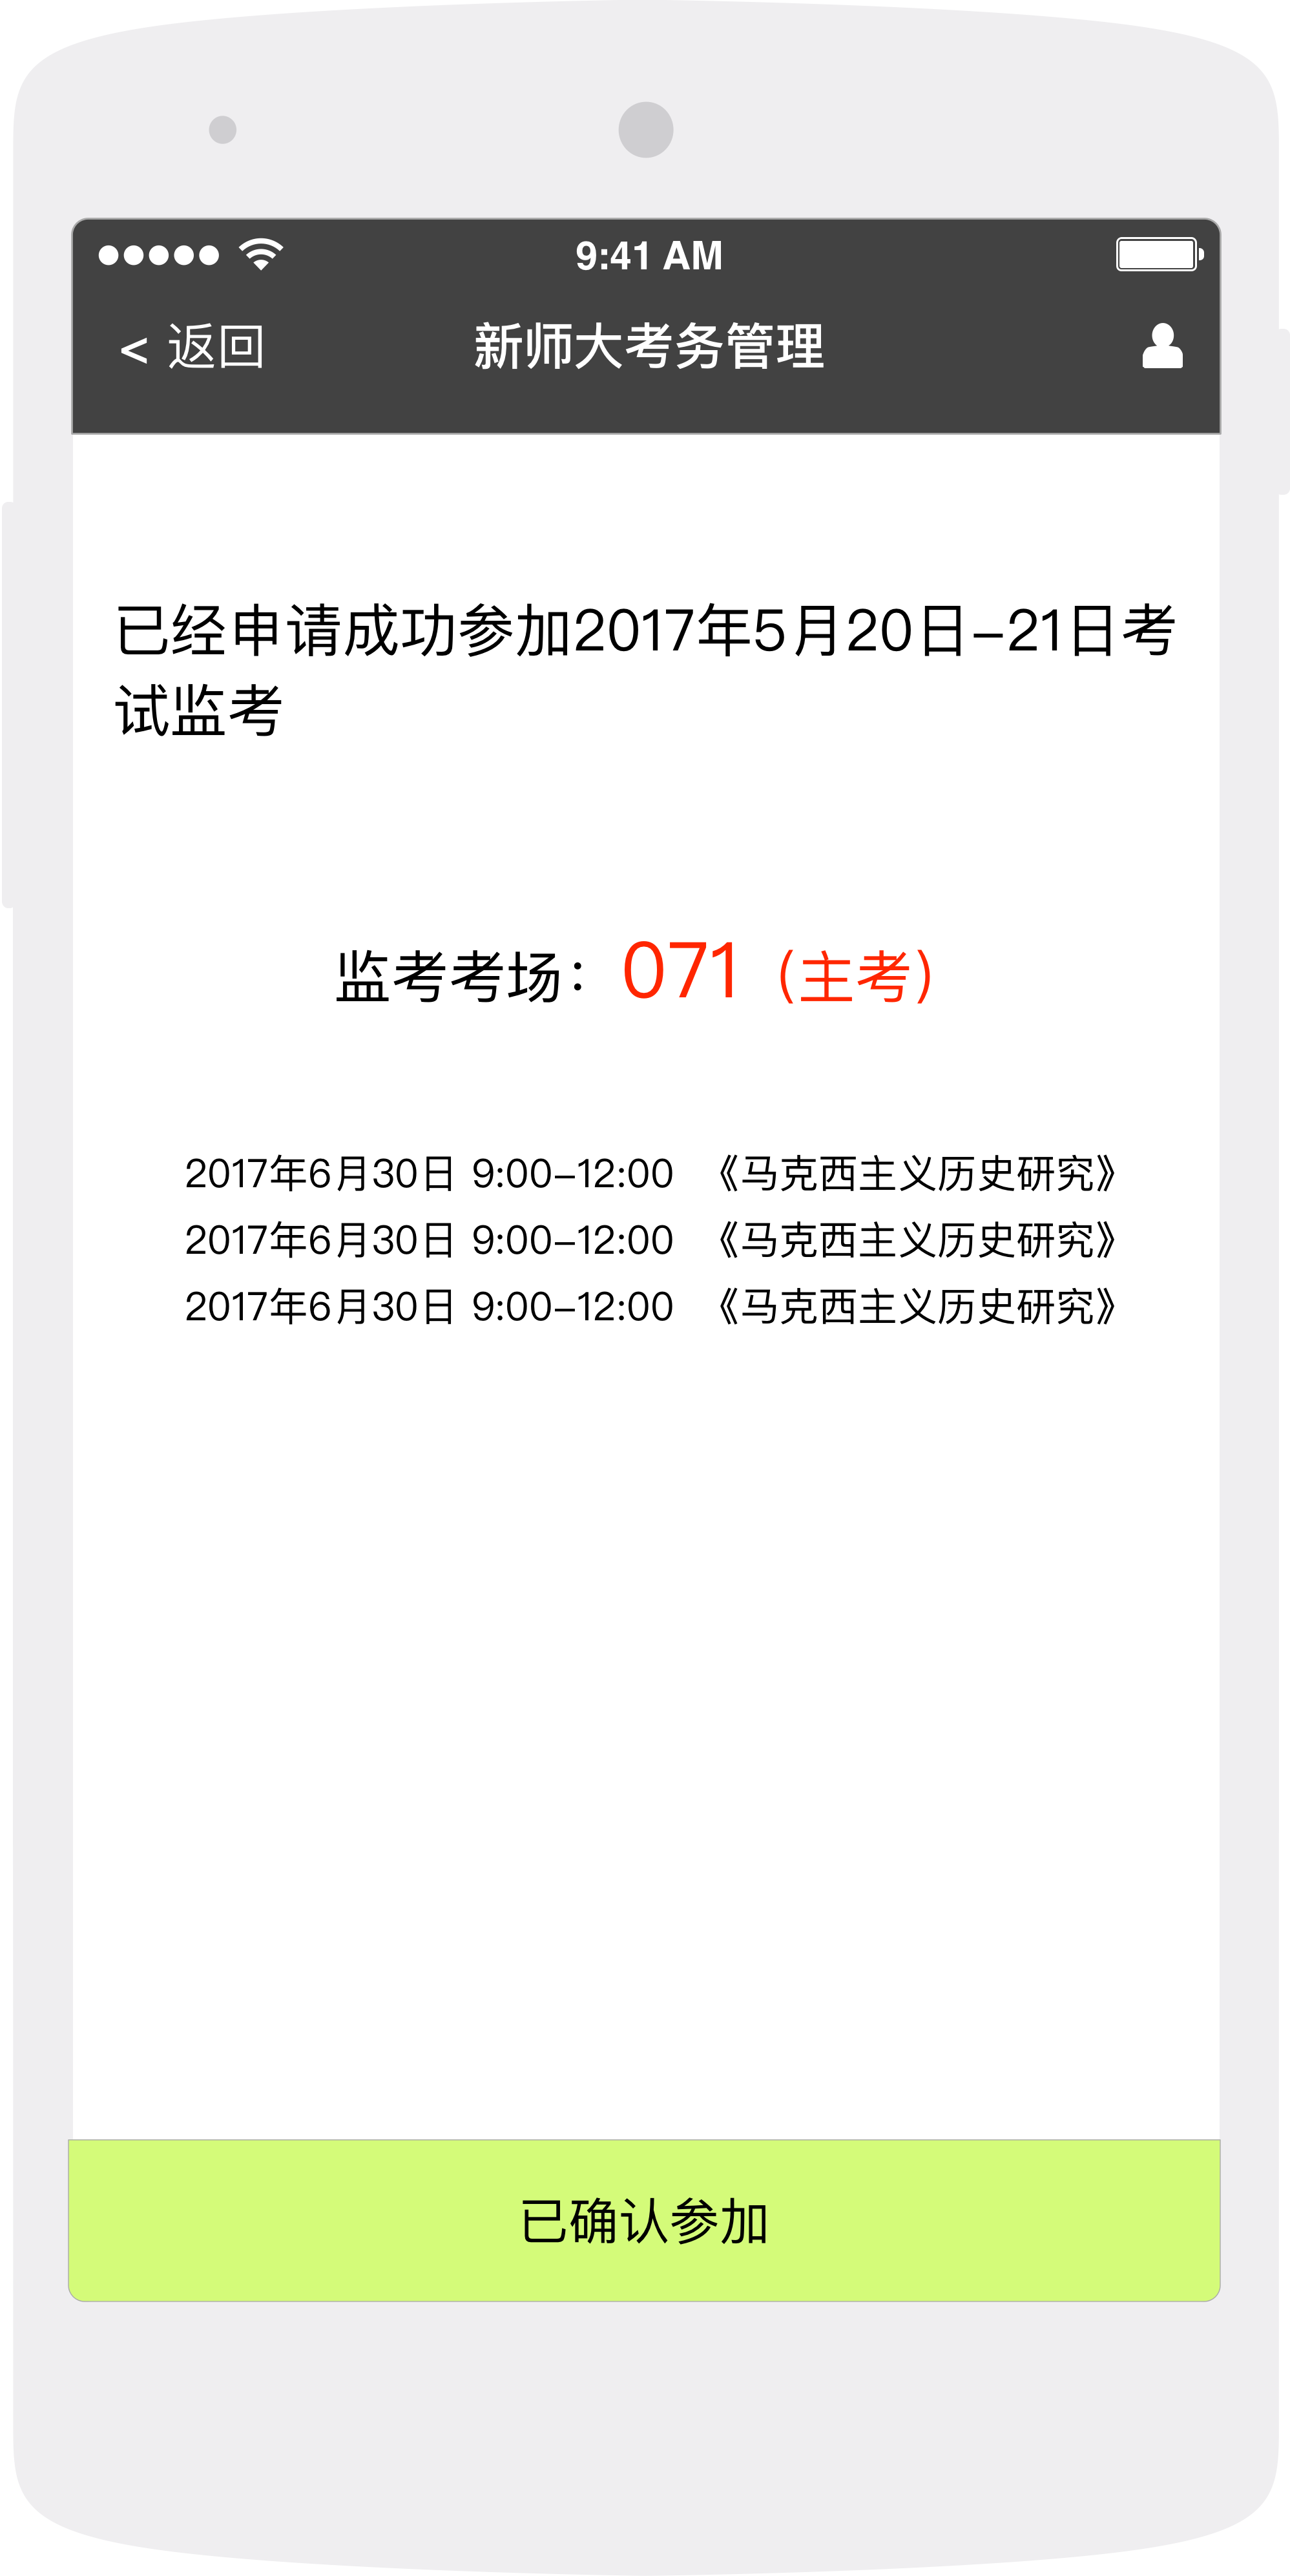 9:41 AM
< 返回 新师大考务管理
已经申请成功参加2017年5月20日-21日考
试监考
监考考场：071（主考）
2017年6月30日 9:00-12:00 《马克西主义历史研究》
2017年6月30日 9:00-12:00 《马克西主义历史研究》
2017年6月30日 9:00-12:00 《马克西主义历史研究》
已确认参加